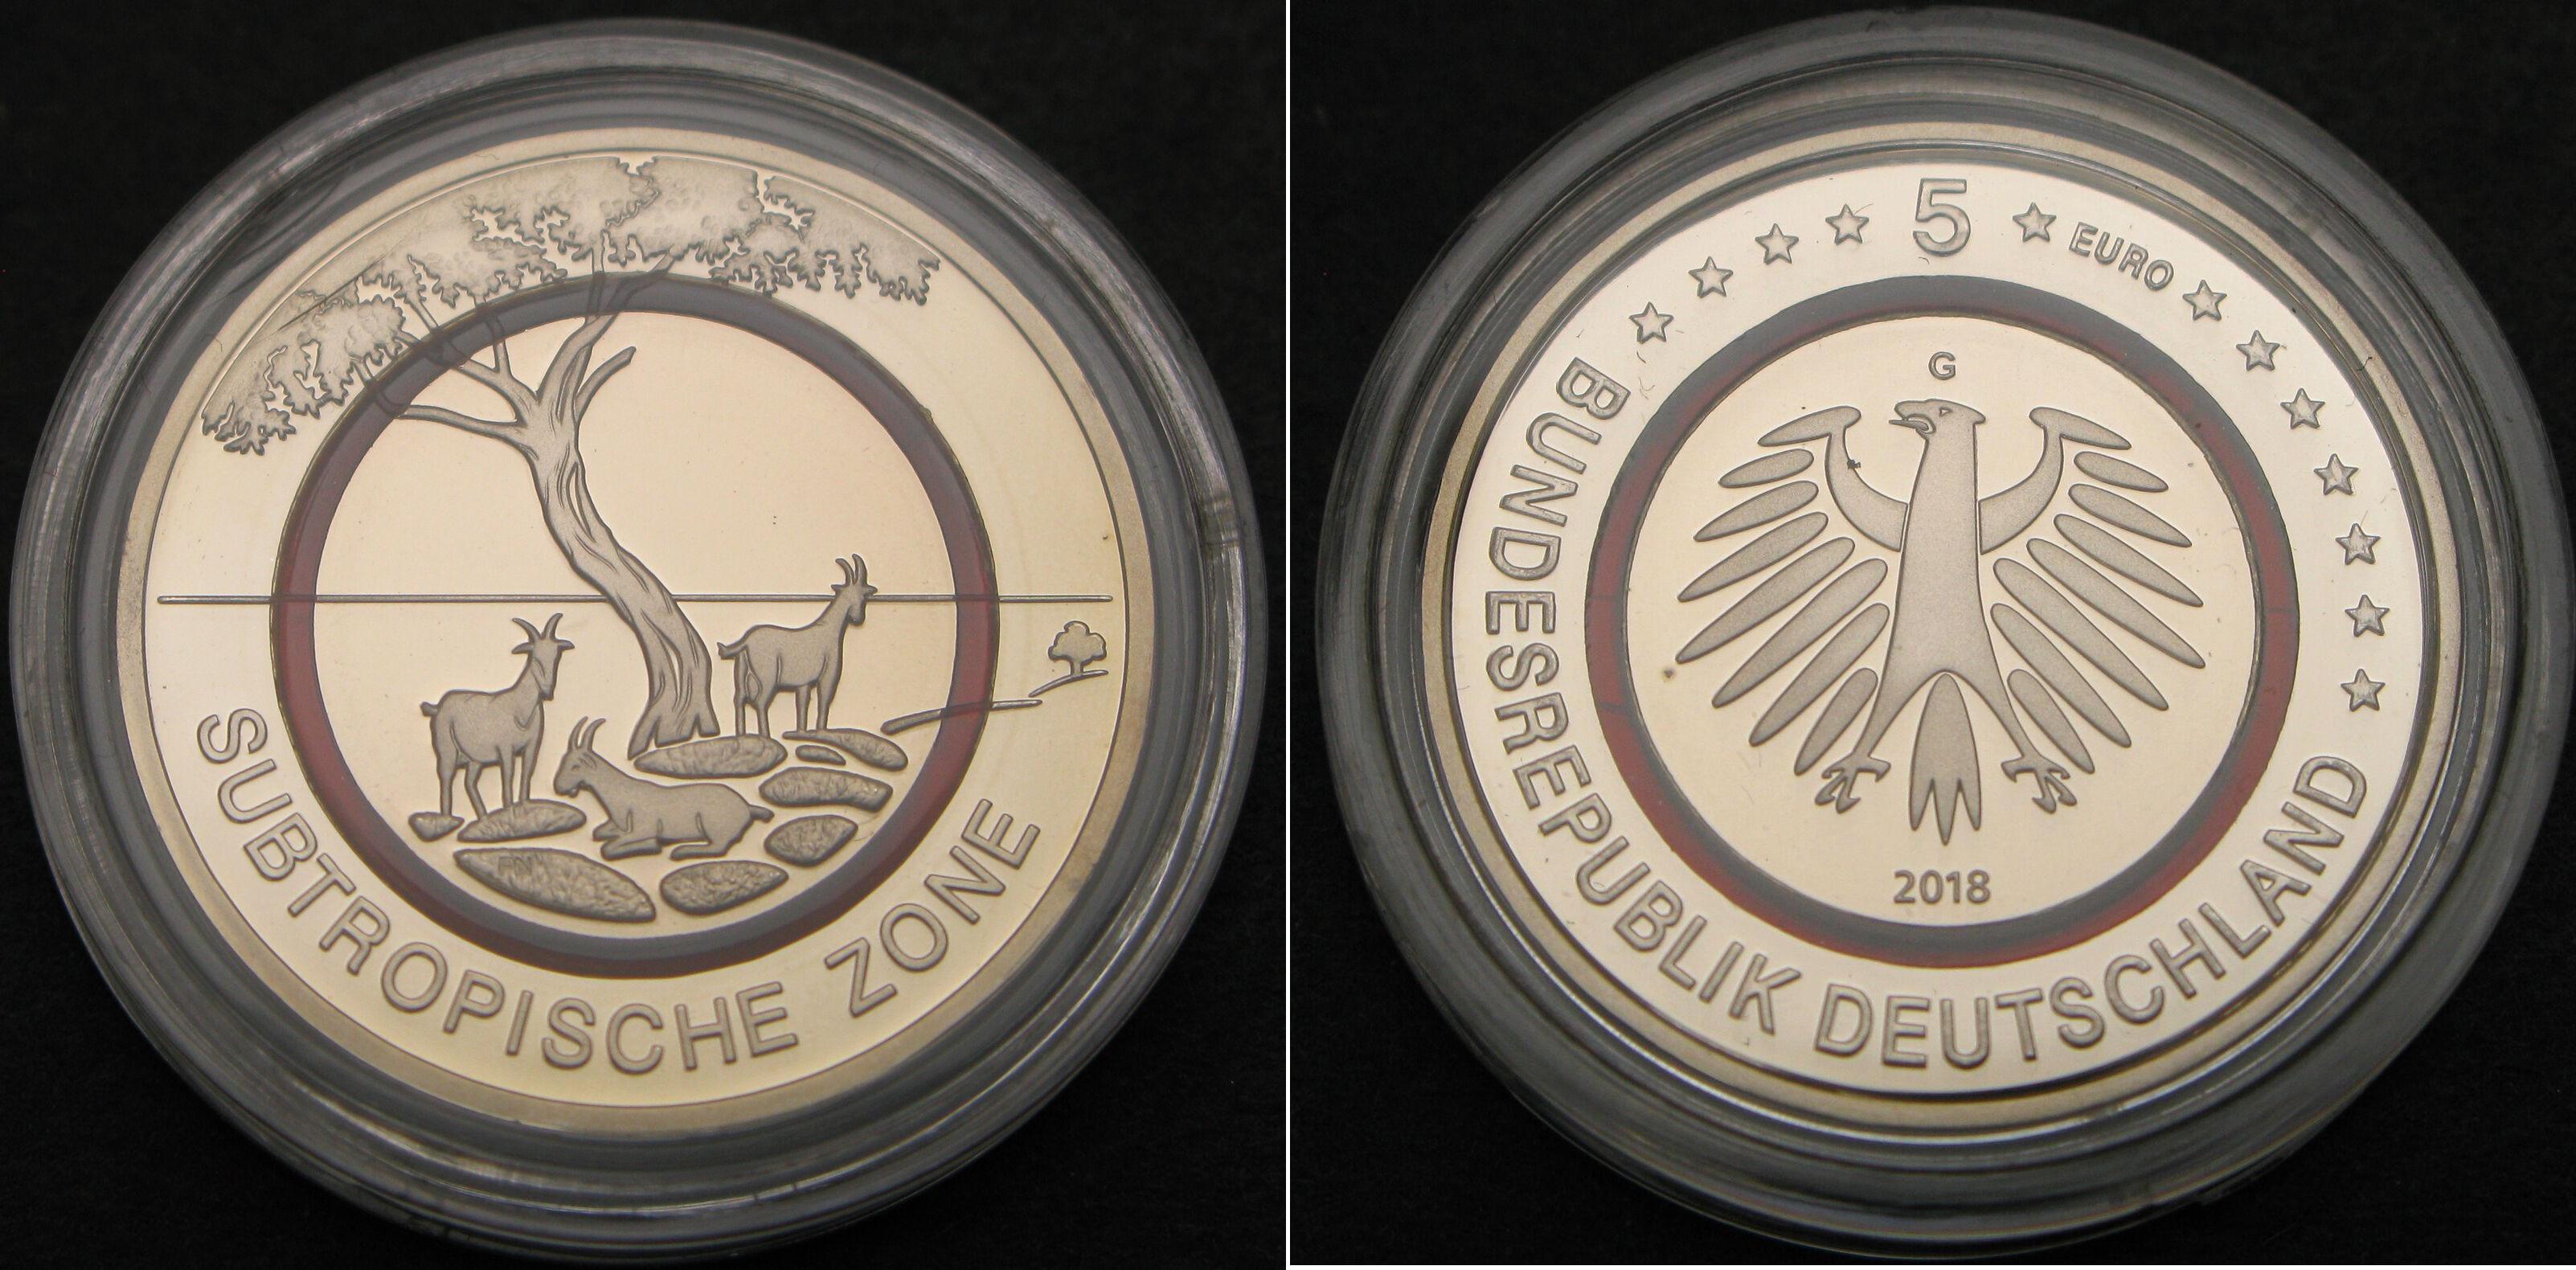 SUBTROPISCHE ZONE
5 EURO
G
2018
BUNDESREPUBLIK DEUTSCHLAND